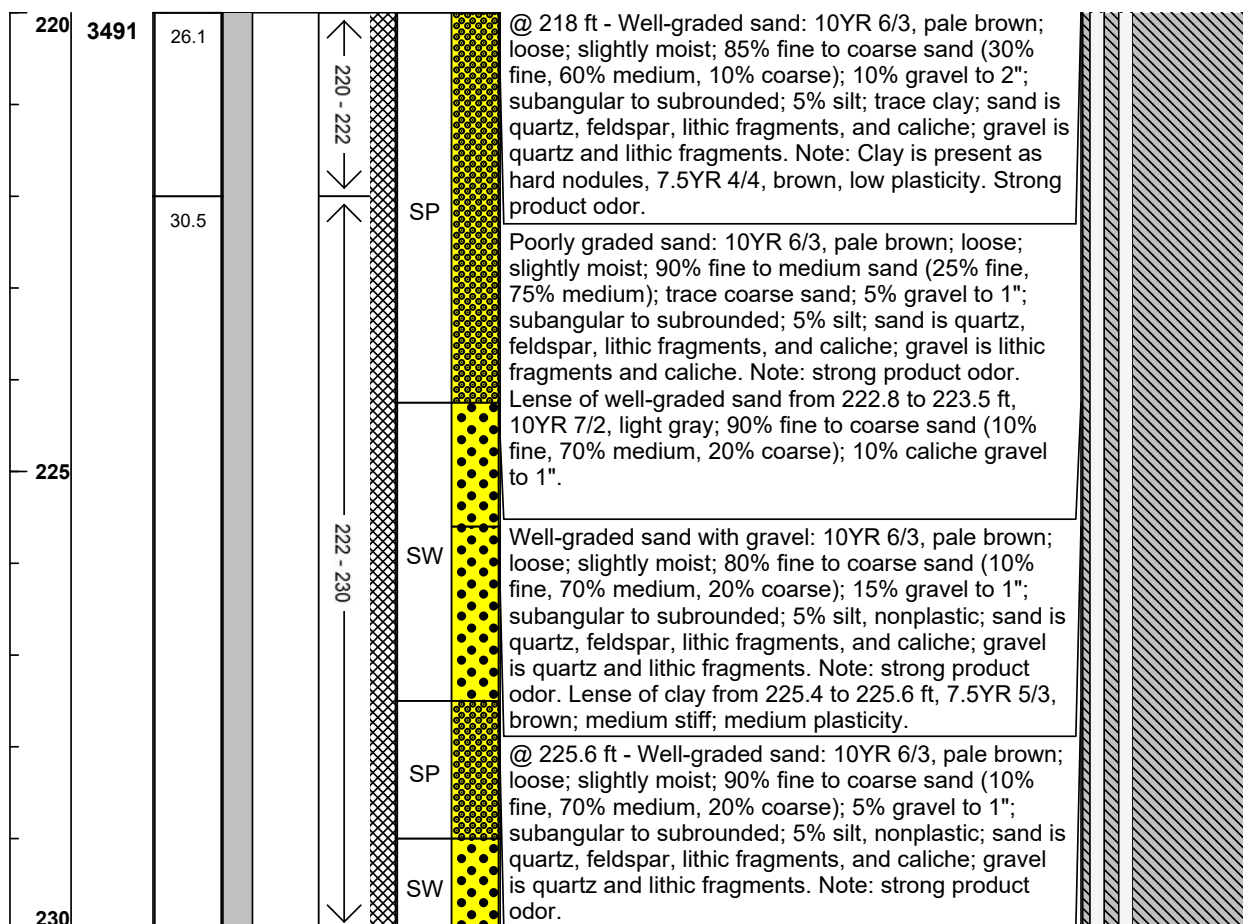 220
3491
26.1
220 - 222
30.5
SP
@ 218 ft - Well-graded sand: 10YR 6/3, pale brown;
loose; slightly moist; 85% fine to coarse sand (30%
fine, 60% medium, 10% coarse); 10% gravel to 2";
subangular to subrounded; 5% silt; trace clay; sand is
quartz, feldspar, lithic fragments, and caliche; gravel is
quartz and lithic fragments. Note: Clay is present as
hard nodules, 7.5YR 4/4, brown, low plasticity. Strong
product odor.
Poorly graded sand: 10YR 6/3, pale brown; loose;
slightly moist; 90% fine to medium sand (25% fine,
75% medium); trace coarse sand; 5% gravel to 1";
subangular to subrounded; 5% silt; sand is quartz,
feldspar, lithic fragments, and caliche; gravel is lithic
fragments and caliche. Note: strong product odor.
Lense of well-graded sand from 222.8 to 223.5 ft,
10YR 7/2, light gray; 90% fine to coarse sand (10%
fine, 70% medium, 20% coarse); 10% caliche gravel
to 1".
225
222 - 230
SW
Well-graded sand with gravel: 10YR 6/3, pale brown;
loose; slightly moist; 80% fine to coarse sand (10%
fine, 70% medium, 20% coarse); 15% gravel to 1";
subangular to subrounded; 5% silt, nonplastic; sand is
quartz, feldspar, lithic fragments, and caliche; gravel
is quartz and lithic fragments. Note: strong product
odor. Lense of clay from 225.4 to 225.6 ft, 7.5YR 5/3,
brown; medium stiff; medium plasticity.
SP
@ 225.6 ft - Well-graded sand: 10YR 6/3, pale brown;
loose; slightly moist; 90% fine to coarse sand (10%
fine, 70% medium, 20% coarse); 5% gravel to 1";
subangular to subrounded; 5% silt, nonplastic; sand is
quartz, feldspar, lithic fragments, and caliche; gravel
is quartz and lithic fragments. Note: strong product
odor.
SW
230